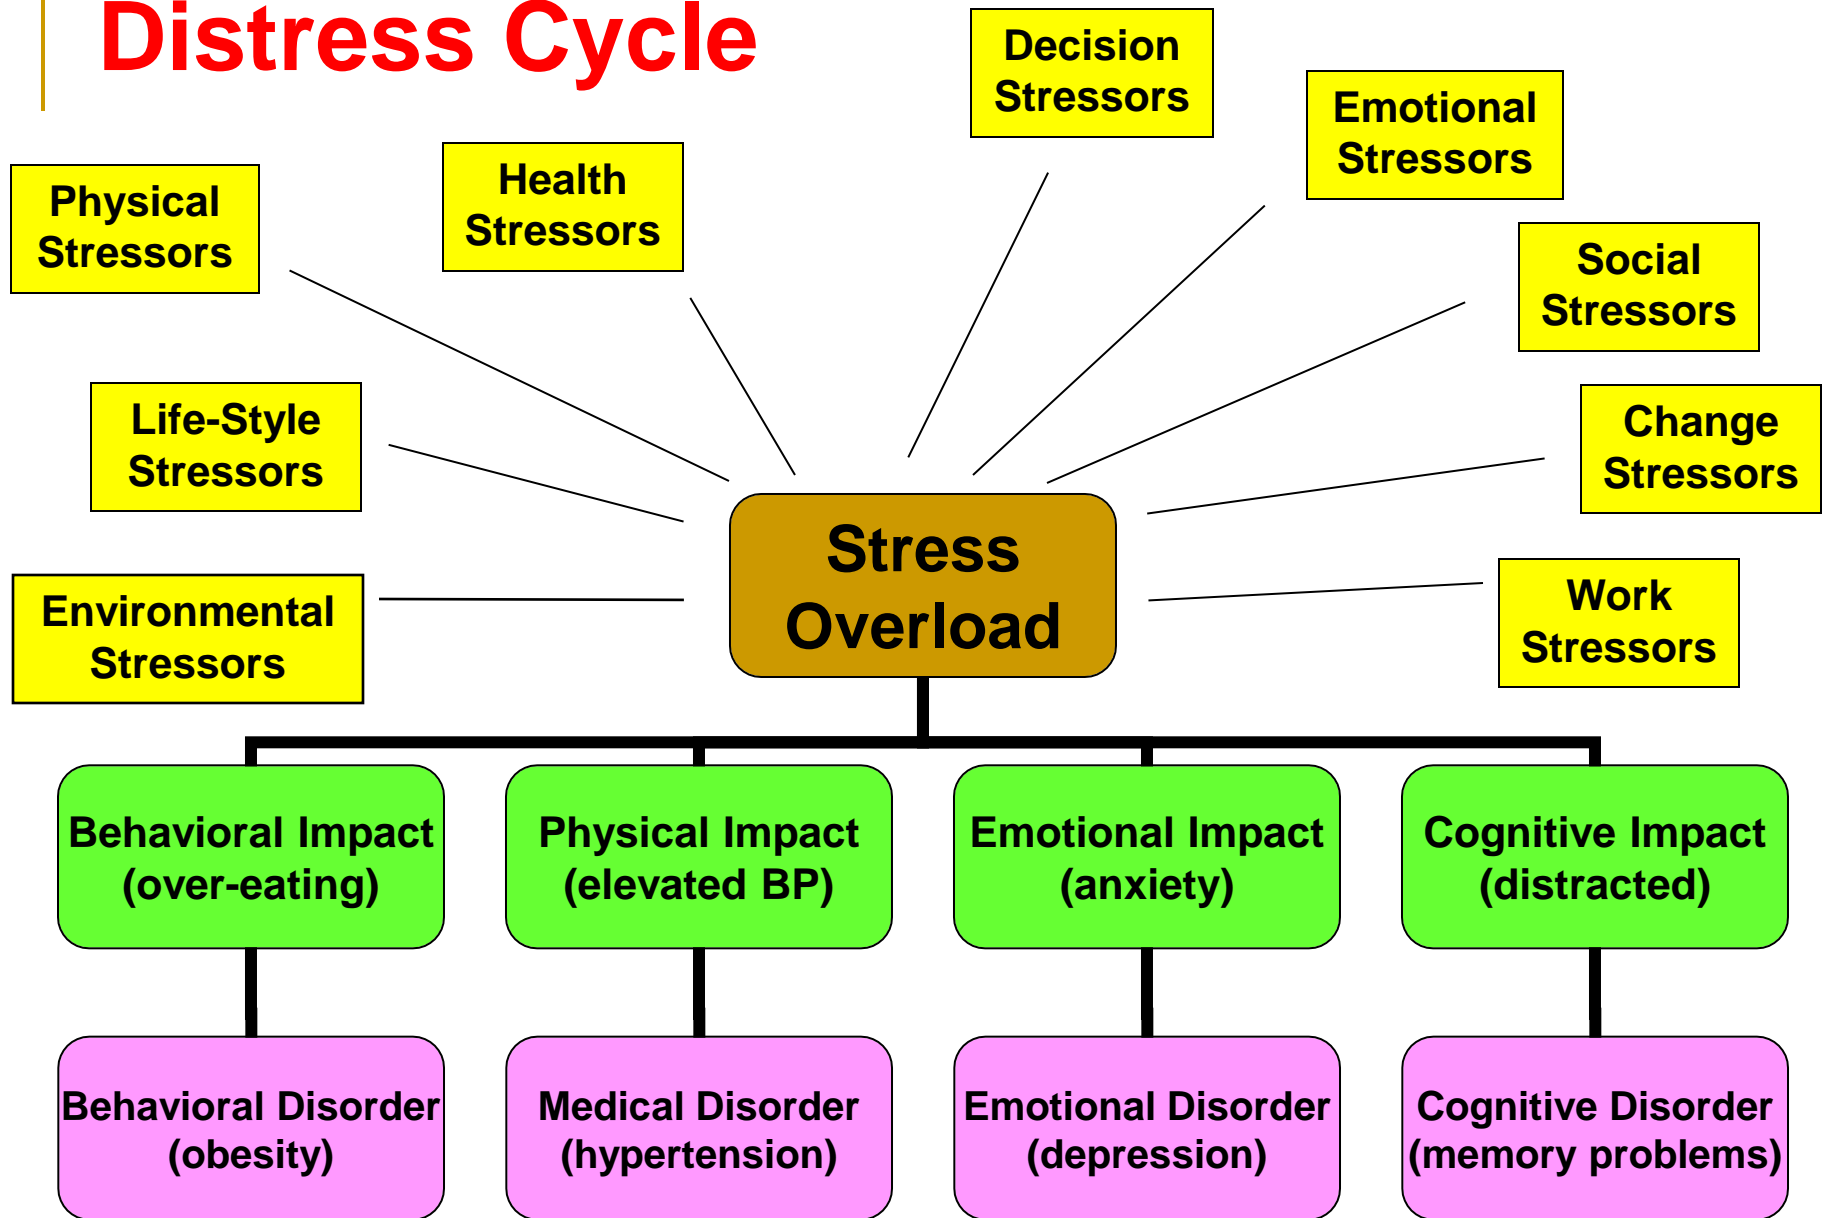 Distress Cycle
Decision
Stressors
Emotional
Stressors
Physical
Stressors
Health
Stressors
Social
Stressors
Life-Style
Stressors
Change
Stressors
Stress
Overload
Environmental
Stressors
Work
Stressors
Behavioral Impact
(over-eating)
Physical Impact
(elevated BP)
Emotional Impact
(anxiety)
Cognitive Impact
(distracted)
Behavioral Disorder
(obesity)
Medical Disorder
(hypertension)
Emotional Disorder
(depression)
Cognitive Disorder
(memory problems)